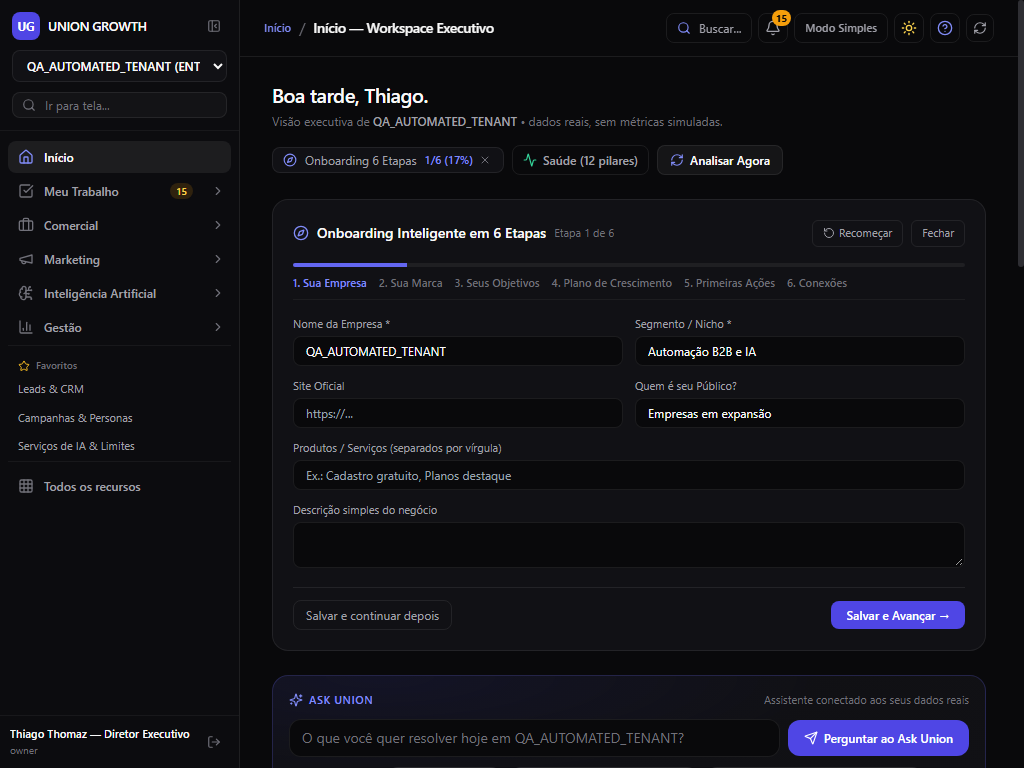 UG UNION GROWTH
QA_AUTOMATED_TENANT (ENT
Ir para tela...
Início
Meu Trabalho 15
Comercial
Marketing
Inteligência Artificial
Gestão
Favoritos
Leads & CRM
Campanhas & Personas
Serviços de IA & Limites
Todos os recursos
Thiago Thomaz — Diretor Executivo
owner
Início / Início — Workspace Executivo
Buscar...
15
Modo Simples
Boa tarde, Thiago.
Visão executiva de QA_AUTOMATED_TENANT • dados reais, sem métricas simuladas.
Onboarding 6 Etapas 1/6 (17%) ×
Saúde (12 pilares)
Analisar Agora
Onboarding Inteligente em 6 Etapas Etapa 1 de 6
Recomeçar
Fechar
1. Sua Empresa 2. Sua Marca 3. Seus Objetivos 4. Plano de Crescimento 5. Primeiras Ações 6. Conexões
Nome da Empresa * Segmento / Nicho *
QA_AUTOMATED_TENANT Automação B2B e IA
Site Oficial Quem é seu Público?
https://... Empresas em expansão
Produtos / Serviços (separados por vírgula)
Ex.: Cadastro gratuito, Planos destaque
Descrição simples do negócio
Salvar e continuar depois Salvar e Avançar →
ASK UNION Assistente conectado aos seus dados reais
O que você quer resolver hoje em QA_AUTOMATED_TENANT? Perguntar ao Ask Union